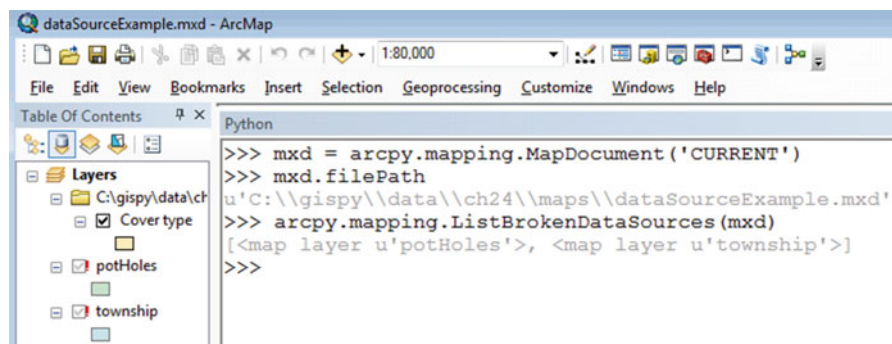 dataSourceExample.mxd - ArcMap
1:80,000
File Edit View Bookmarks Insert Selection Geoprocessing Customize Windows Help
Table Of Contents
Layers
C:\gispy\data\ch
Cover type
potHoles
township
Python
>>> mxd = arcpy.mapping.MapDocument('CURRENT')
>>> mxd.filePath
u'C:\\gispy\\data\\ch24\\maps\\dataSourceExample.mxd'
>>> arcpy.mapping.ListBrokenDataSources(mxd)
[<map layer u'potHoles'>, <map layer u'township'>]
>>>